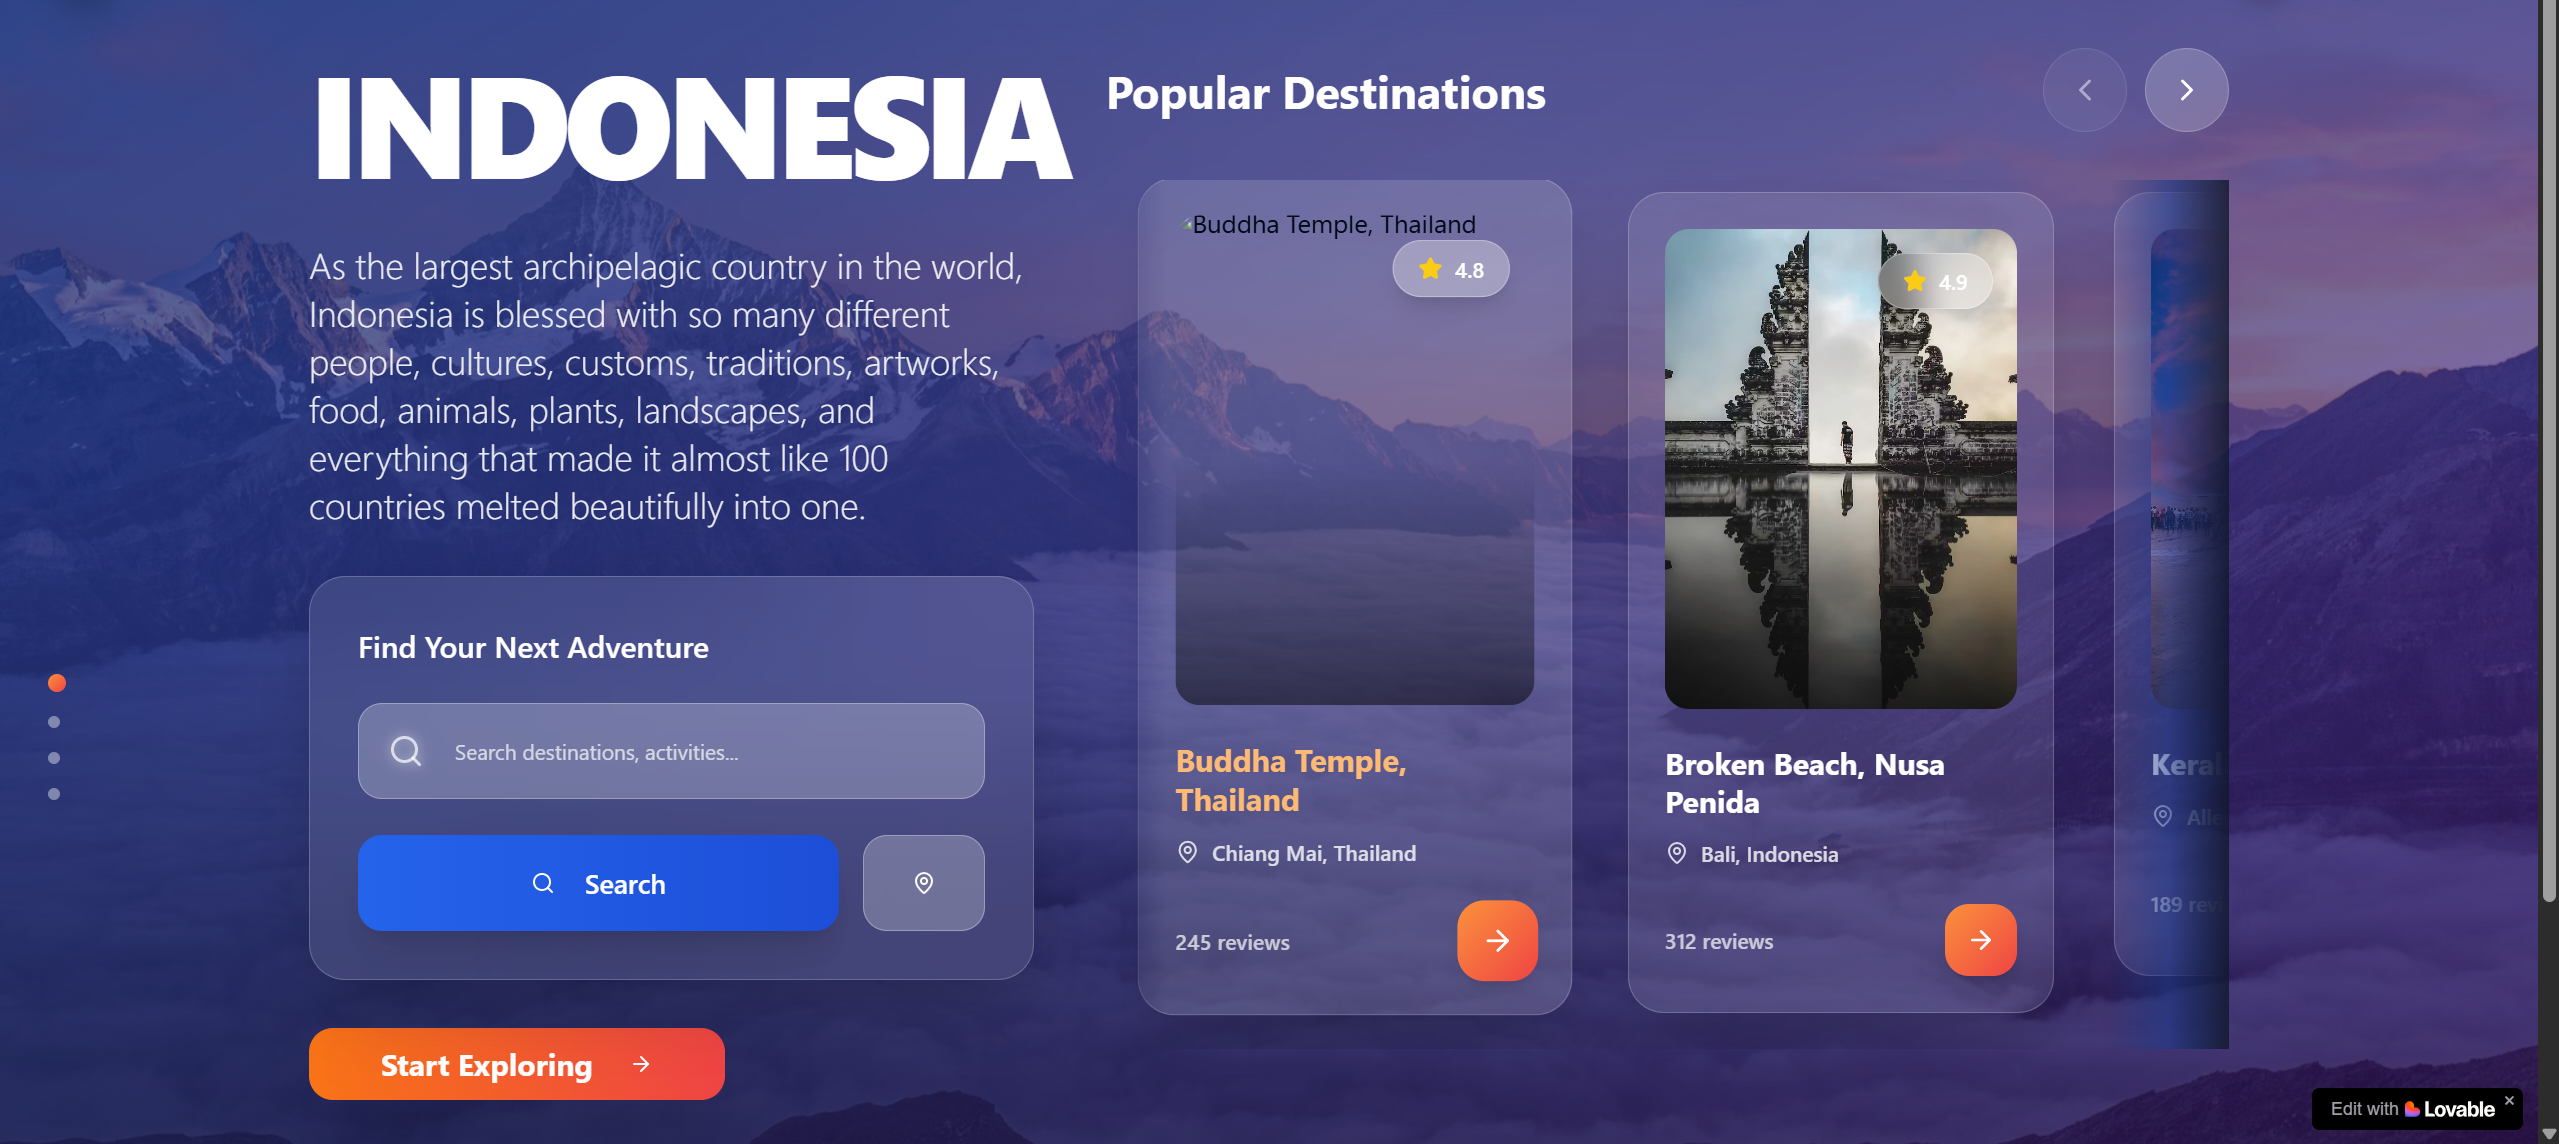 INDONESIA
As the largest archipelagic country in the world,
Indonesia is blessed with so many different
people, cultures, customs, traditions, artworks,
food, animals, plants, landscapes, and
everything that made it almost like 100
countries melted beautifully into one.
Find Your Next Adventure
Search destinations, activities...
Search
Start Exploring
Popular Destinations
Buddha Temple, Thailand
4.8
Buddha Temple,
Thailand
Chiang Mai, Thailand
245 reviews
4.9
Broken Beach, Nusa
Penida
Bali, Indonesia
312 reviews
189
Edit with Lovable